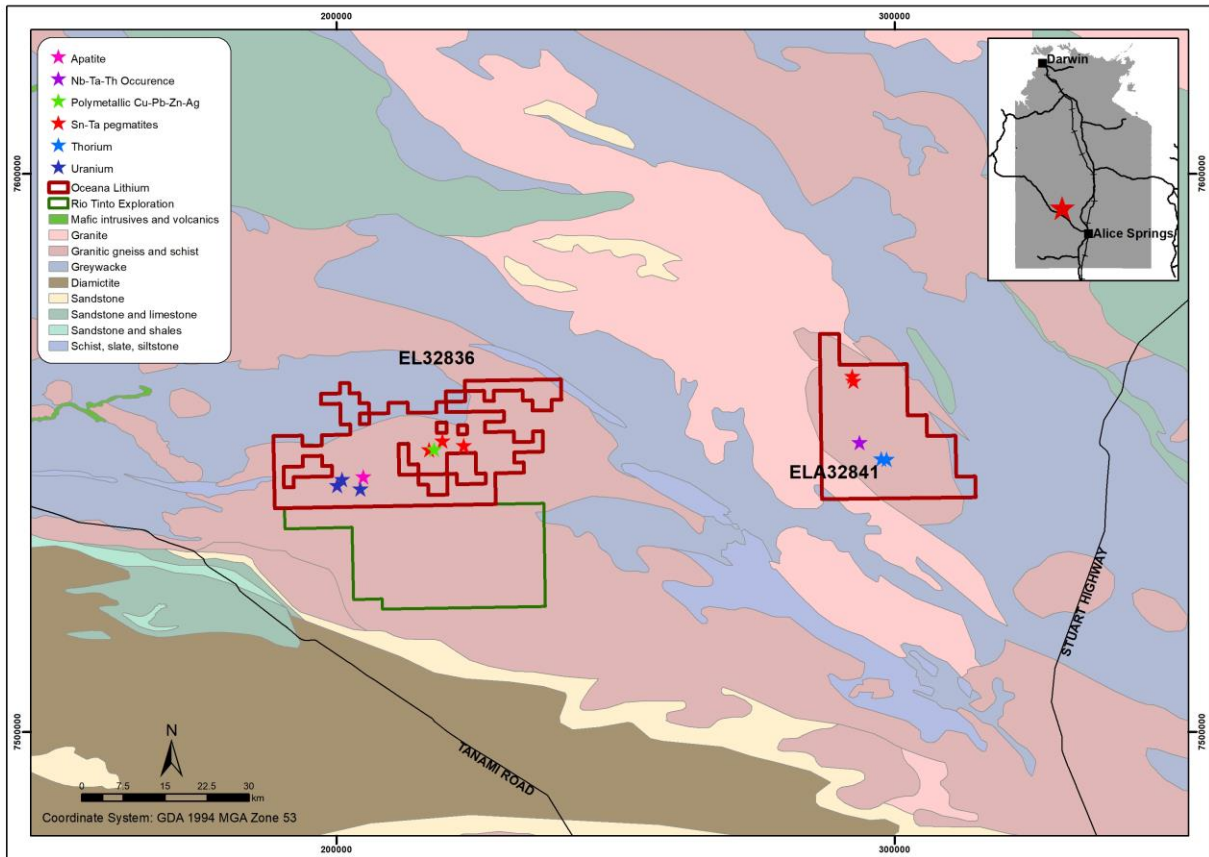 200000
300000
Apatite
Nb-Ta-Th Occurence
Polymetallic Cu-Pb-Zn-Ag
Sn-Ta pegmatites
Thorium
Uranium
Oceana Lithium
Rio Tinto Exploration
Mafic intrusives and volcanics
Granite
Granitic gneiss and schist
Greywacke
Diamictite
Sandstone
Sandstone and limestone
Sandstone and shales
Schist, slate, siltstone
Darwin
Alice Springs
7600000
7600000
EL32836
ELA32841
STUART HIGHWAY
TANAMI ROAD
7500000
7500000
N
0 7.5 15 22.5 30
km
Coordinate System: GDA 1994 MGA Zone 53
200000
300000